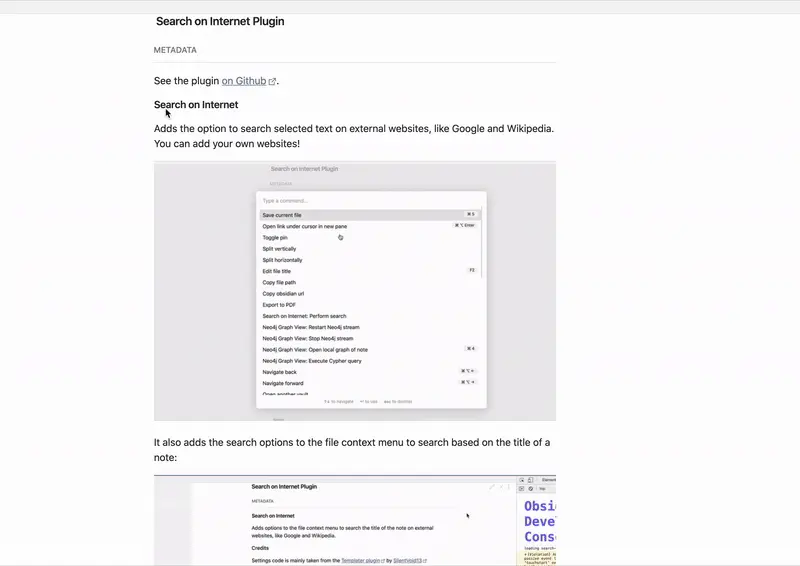 Search on Internet Plugin
METADATA
See the plugin on Github.
Search on Internet
Adds the option to search selected text on external websites, like Google and Wikipedia.
You can add your own websites!
Search on Internet Plugin
METADATA
Type a command...
Save current file ⌘ S
Open link under cursor in new pane ⌘ ⌥ Enter
Toggle pin
Split vertically
Split horizontally
Edit file title F2
Copy file path
Copy obsidian url
Export to PDF
Search on Internet: Perform search
Neo4j Graph View: Restart Neo4j stream
Neo4j Graph View: Stop Neo4j stream
Neo4j Graph View: Open local graph of note ⌘ 4
Neo4j Graph View: Execute Cypher query
Navigate back ⌘ ⌥ ←
Navigate forward ⌘ ⌥ →
Open another vault
↑↓ to navigate ↵ to use esc to dismiss
It also adds the search options to the file context menu to search based on the title of a
note:
Search on Internet Plugin
METADATA
Search on Internet
Adds options to the file context menu to search the title of the note on external
websites, like Google and Wikipedia.
Credits
Settings code is mainly taken from the Templater plugin by SilentVoid13
Element
top
Obsi
Deve
Cons